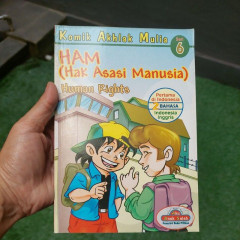 Komik Akhlak Mulia
6
HAM
(Hak Asasi Manusia)
Human Rights
Pertama
di Indonesia
BAHASA
Indonesia
Inggris